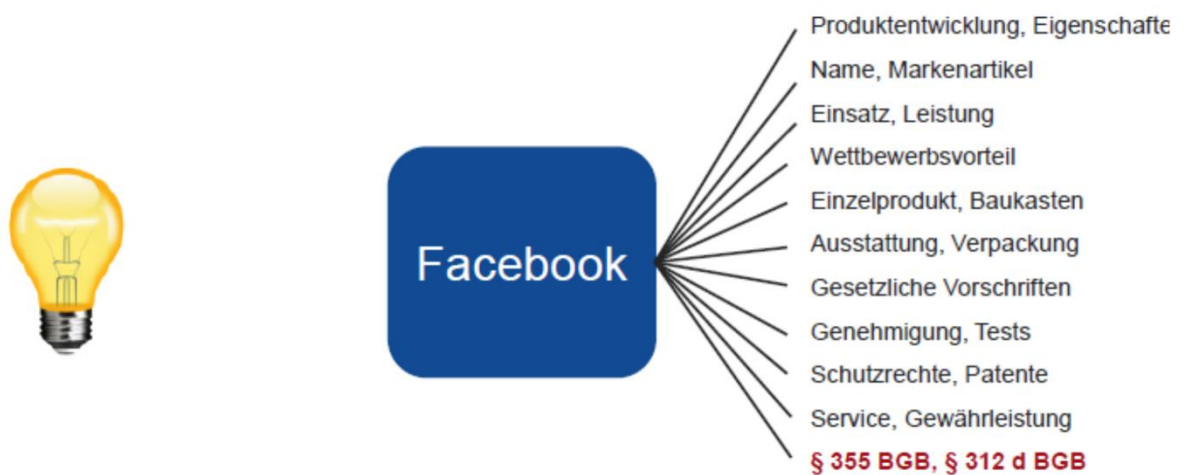 Produktentwicklung, Eigenschafte
Name, Markenartikel
Einsatz, Leistung
Wettbewerbsvorteil
Einzelprodukt, Baukasten
Facebook
Ausstattung, Verpackung
Gesetzliche Vorschriften
Genehmigung, Tests
Schutzrechte, Patente
Service, Gewährleistung
§ 355 BGB, § 312 d BGB